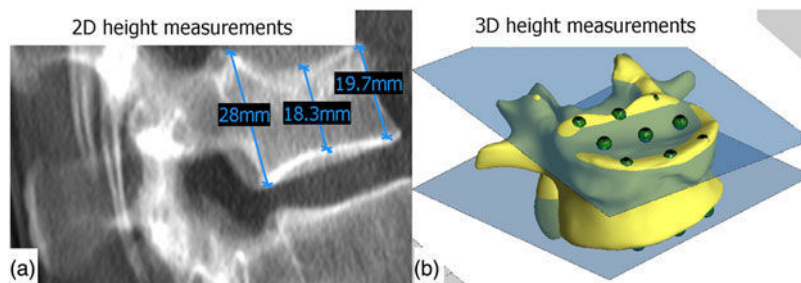 2D height measurements
3D height measurements
28mm
18.3mm
19.7mm
(a)
(b)